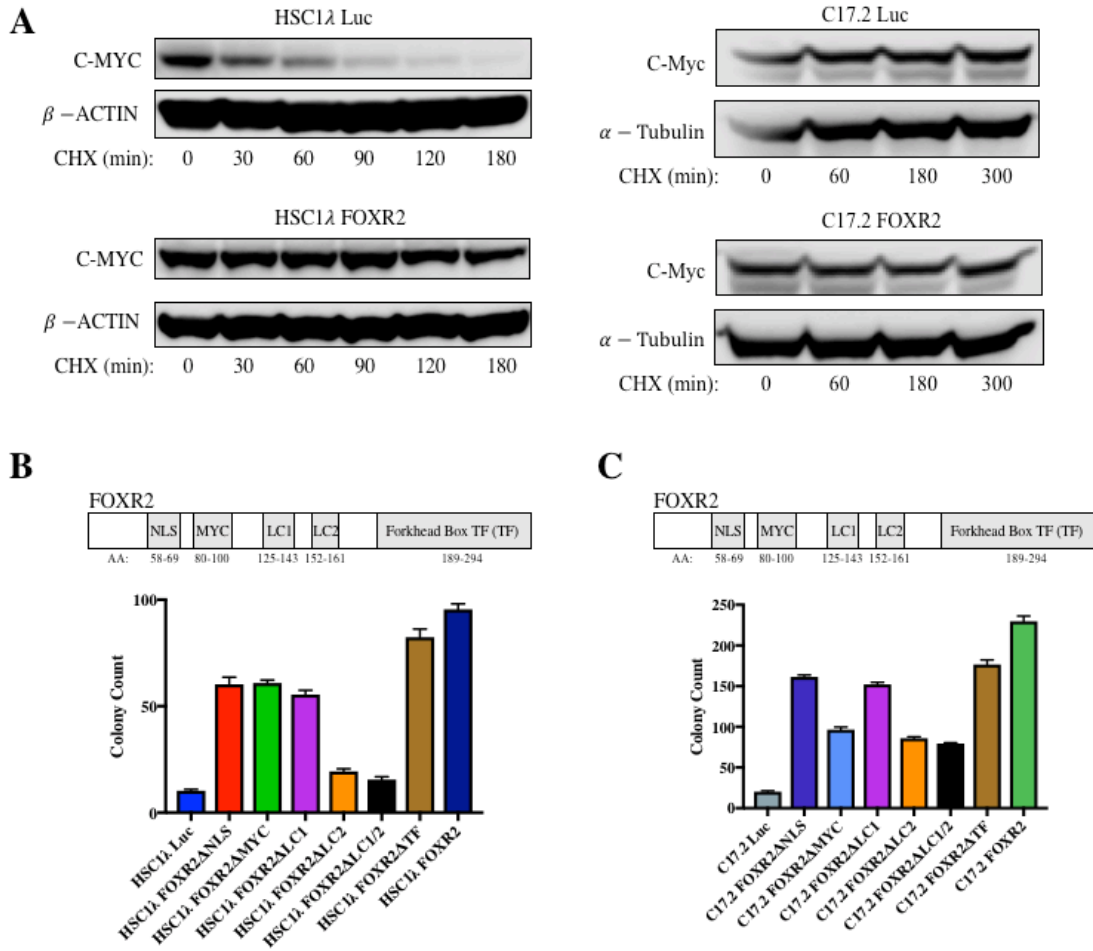 A
HSC1λ Luc
C-MYC
β −ACTIN
CHX (min): 0 30 60 90 120 180
HSC1λ FOXR2
C-MYC
β −ACTIN
CHX (min): 0 30 60 90 120 180
C17.2 Luc
C-Myc
α − Tubulin
CHX (min): 0 60 180 300
C17.2 FOXR2
C-Myc
α − Tubulin
CHX (min): 0 60 180 300
B
FOXR2
NLS MYC LC1 LC2 Forkhead Box TF (TF)
AA: 58-69 80-100 125-143 152-161 189-294
Colony Count
100
50
0
HSC1λ Luc
HSC1λ FOXR2ΔNLS
HSC1λ FOXR2ΔMYC
HSC1λ FOXR2ΔLC1
HSC1λ FOXR2ΔLC2
HSC1λ FOXR2ΔLC1/2
HSC1λ FOXR2ΔTF
HSC1λ FOXR2
C
FOXR2
NLS MYC LC1 LC2 Forkhead Box TF (TF)
AA: 58-69 80-100 125-143 152-161 189-294
Colony Count
250
200
150
100
50
0
C17.2 Luc
C17.2 FOXR2ΔNLS
C17.2 FOXR2ΔMYC
C17.2 FOXR2ΔLC1
C17.2 FOXR2ΔLC2
C17.2 FOXR2ΔLC1/2
C17.2 FOXR2ΔTF
C17.2 FOXR2